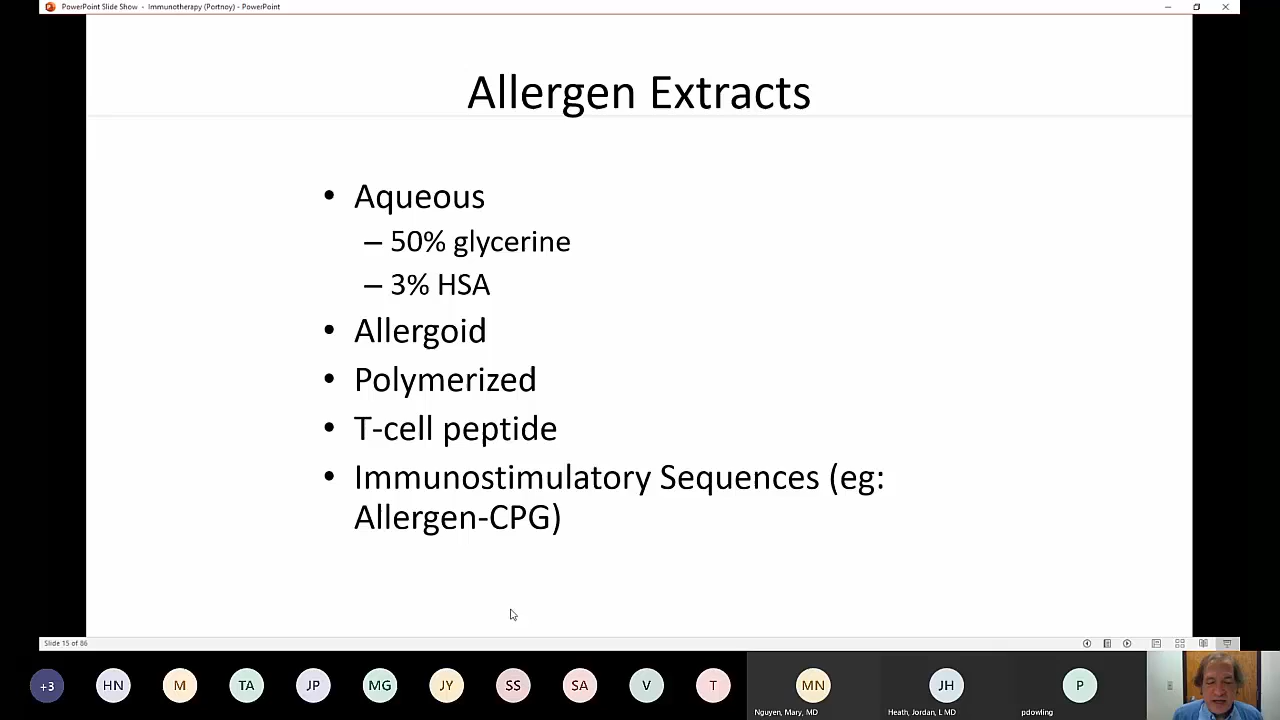 PowerPoint Slide Show - Immunotherapy (Portnoy) - PowerPoint
Allergen Extracts
• Aqueous
– 50% glycerine
– 3% HSA
• Allergoid
• Polymerized
• T-cell peptide
• Immunostimulatory Sequences (eg:
Allergen-CPG)
Slide 15 of 86
+3 HN M TA JP MG JY SS SA V T MN JH P
Nguyen, Mary, MD Heath, Jordan, L MD pdowling